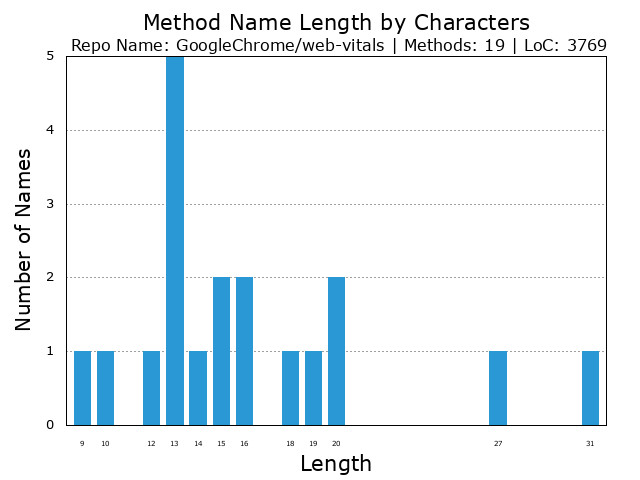 Method Name Length by Characters
Repo Name: GoogleChrome/web-vitals | Methods: 19 | LoC: 3769
5
4
3
2
1
0
Number of Names
9 10 12 13 14 15 16 18 19 20 27 31
Length